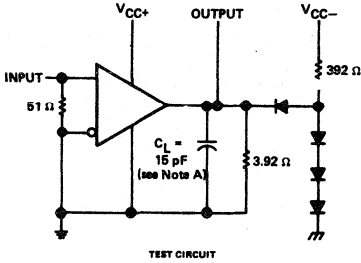 VCC+
OUTPUT
VCC−
392 Ω
INPUT
51 Ω
CL =
15 pF
(see Note A)
3.92 Ω
TEST CIRCUIT